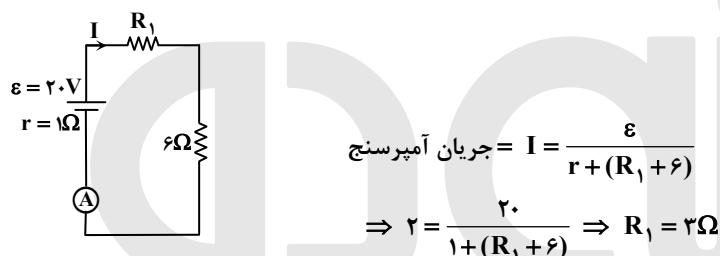 I R₁
ε = ۲۰V
r = ۱Ω
۶Ω
A
جریان آمپرسنج = I = ε / (r + (R₁ + ۶))
⇒ ۲ = ۲۰ / (۱ + (R₁ + ۶)) ⇒ R₁ = ۳Ω